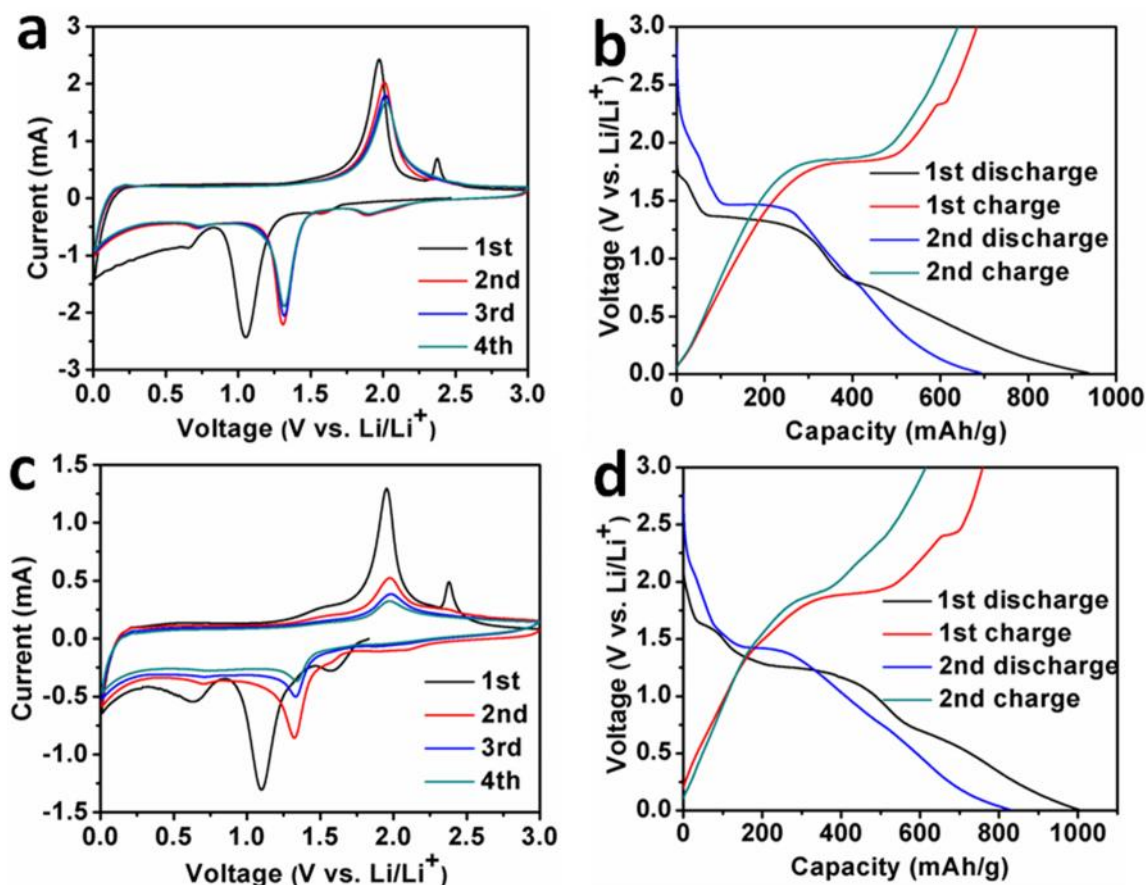 a
3
2
1
0
-1
-2
-3
Current (mA)
1st
2nd
3rd
4th
0.0 0.5 1.0 1.5 2.0 2.5 3.0
Voltage (V vs. Li/Li+)
b
3.0
2.5
2.0
1.5
1.0
0.5
0.0
Voltage (V vs. Li/Li+)
1st discharge
1st charge
2nd discharge
2nd charge
0 200 400 600 800 1000
Capacity (mAh/g)
c
1.5
1.0
0.5
0.0
-0.5
-1.0
-1.5
Current (mA)
1st
2nd
3rd
4th
0.0 0.5 1.0 1.5 2.0 2.5 3.0
Voltage (V vs. Li/Li+)
d
3.0
2.5
2.0
1.5
1.0
0.5
0.0
Voltage (V vs. Li/Li+)
1st discharge
1st charge
2nd discharge
2nd charge
0 200 400 600 800 1000
Capacity (mAh/g)